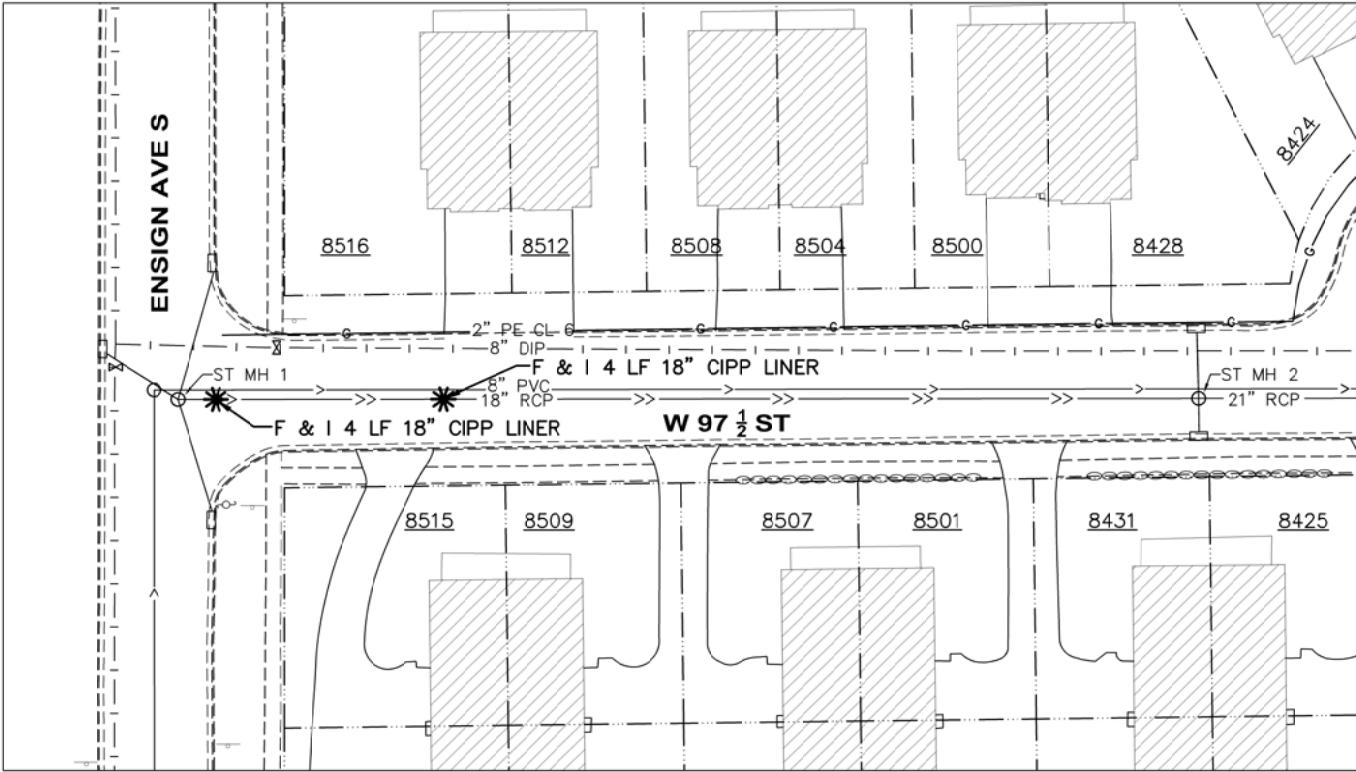 ENSIGN AVE S
8424
8516
8512
8508
8504
8500
8428
G
2" PE CL 6
G
G
G
G
G
G
8" DIP
F & I 4 LF 18" CIPP LINER
ST MH 1
8" PVC
18" RCP
ST MH 2
21" RCP
F & I 4 LF 18" CIPP LINER
W 97 ½ ST
8515
8509
8507
8501
8431
8425